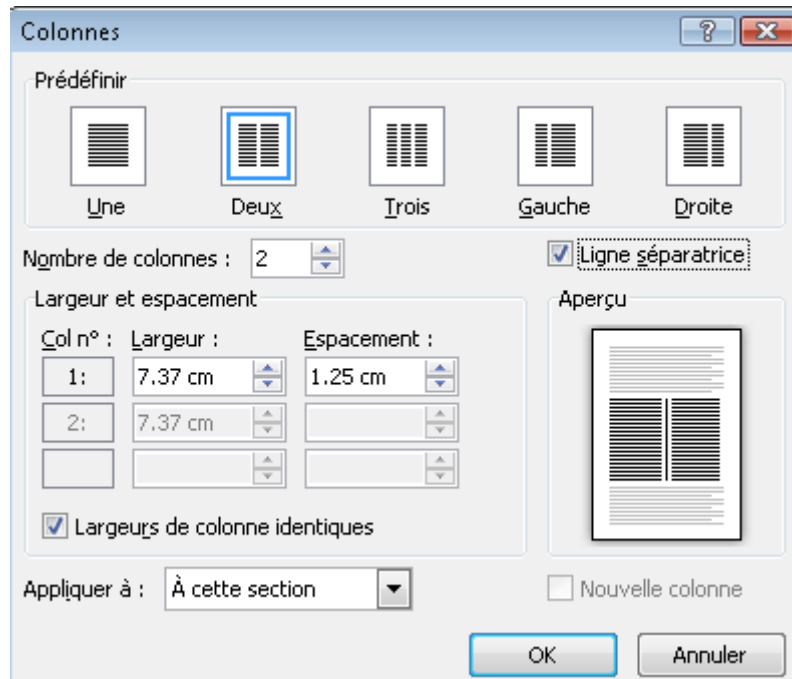 Colonnes
Prédéfinir
Une Deux Trois Gauche Droite
Nombre de colonnes : 2 Ligne séparatrice
Largeur et espacement Aperçu
Col n° : Largeur : Espacement :
1: 7.37 cm 1.25 cm
2: 7.37 cm
Largeurs de colonne identiques
Appliquer à : À cette section Nouvelle colonne
OK Annuler